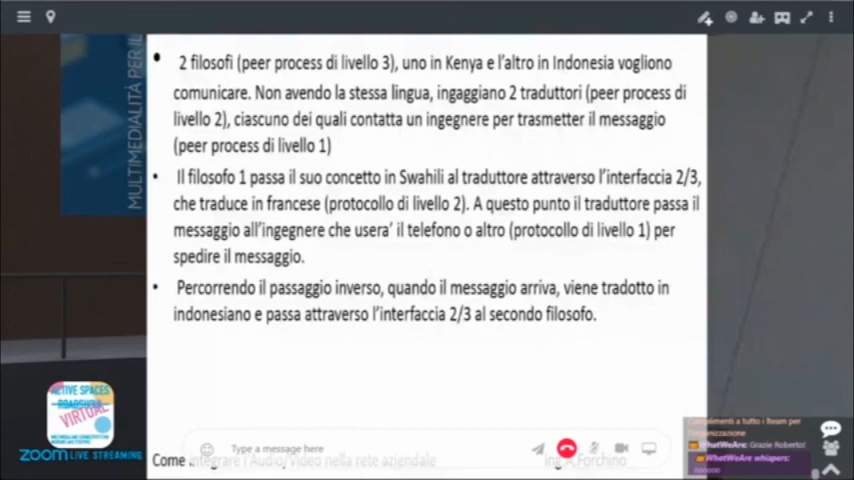 MULTIMEDIALITÀ PER IL
• 2 filosofi (peer process di livello 3), uno in Kenya e l'altro in Indonesia vogliono
comunicare. Non avendo la stessa lingua, ingaggiano 2 traduttori (peer process di
livello 2), ciascuno dei quali contatta un ingegnere per trasmetter il messaggio
(peer process di livello 1)
• Il filosofo 1 passa il suo concetto in Swahili al traduttore attraverso l'interfaccia 2/3,
che traduce in francese (protocollo di livello 2). A questo punto il traduttore passa il
messaggio all'ingegnere che usera' il telefono o altro (protocollo di livello 1) per
spedire il messaggio.
• Percorrendo il passaggio inverso, quando il messaggio arriva, viene tradotto in
indonesiano e passa attraverso l'interfaccia 2/3 al secondo filosofo.
ACTIVE SPACES
ROADSHOW
VIRTUAL
zoom LIVE STREAMING
Type a message here
Come integrare l'Audio/Video nella rete aziendale
ing.A.Forchino
Complimenti a tutto i Ream per
l'organizzazione
WhatWeAre: Grazie Roberto!
WhatWeAre whispers: